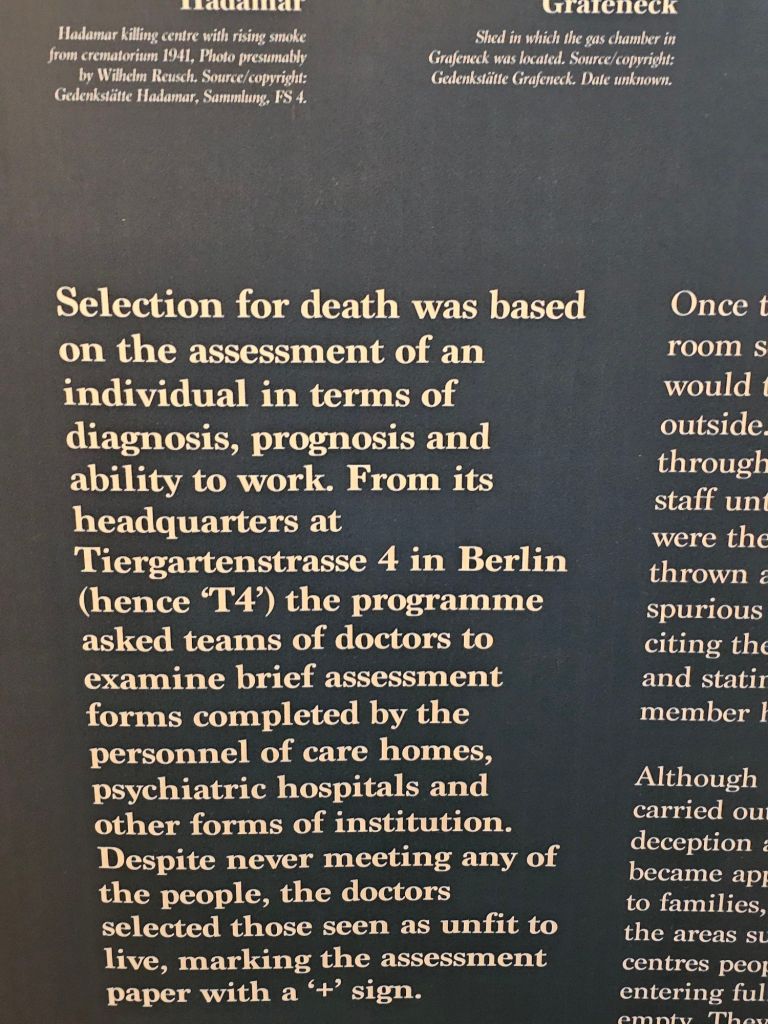 Hadamar
Hadamar killing centre with rising smoke
from crematorium 1941, Photo presumably
by Wilhelm Reusch. Source/copyright:
Gedenkstätte Hadamar, Sammlung, FS 4.
Grafeneck
Shed in which the gas chamber in
Grafeneck was located. Source/copyright:
Gedenkstätte Grafeneck. Date unknown.
Selection for death was based
on the assessment of an
individual in terms of
diagnosis, prognosis and
ability to work. From its
headquarters at
Tiergartenstrasse 4 in Berlin
(hence ‘T4’) the programme
asked teams of doctors to
examine brief assessment
forms completed by the
personnel of care homes,
psychiatric hospitals and
other forms of institution.
Despite never meeting any of
the people, the doctors
selected those seen as unfit to
live, marking the assessment
paper with a ‘+’ sign.
Once
room
would
outside.
through
staff
were
thrown
spurious
citing
and
member
Although
carried
deception
became
to families,
the areas
centres
entering
empty. They